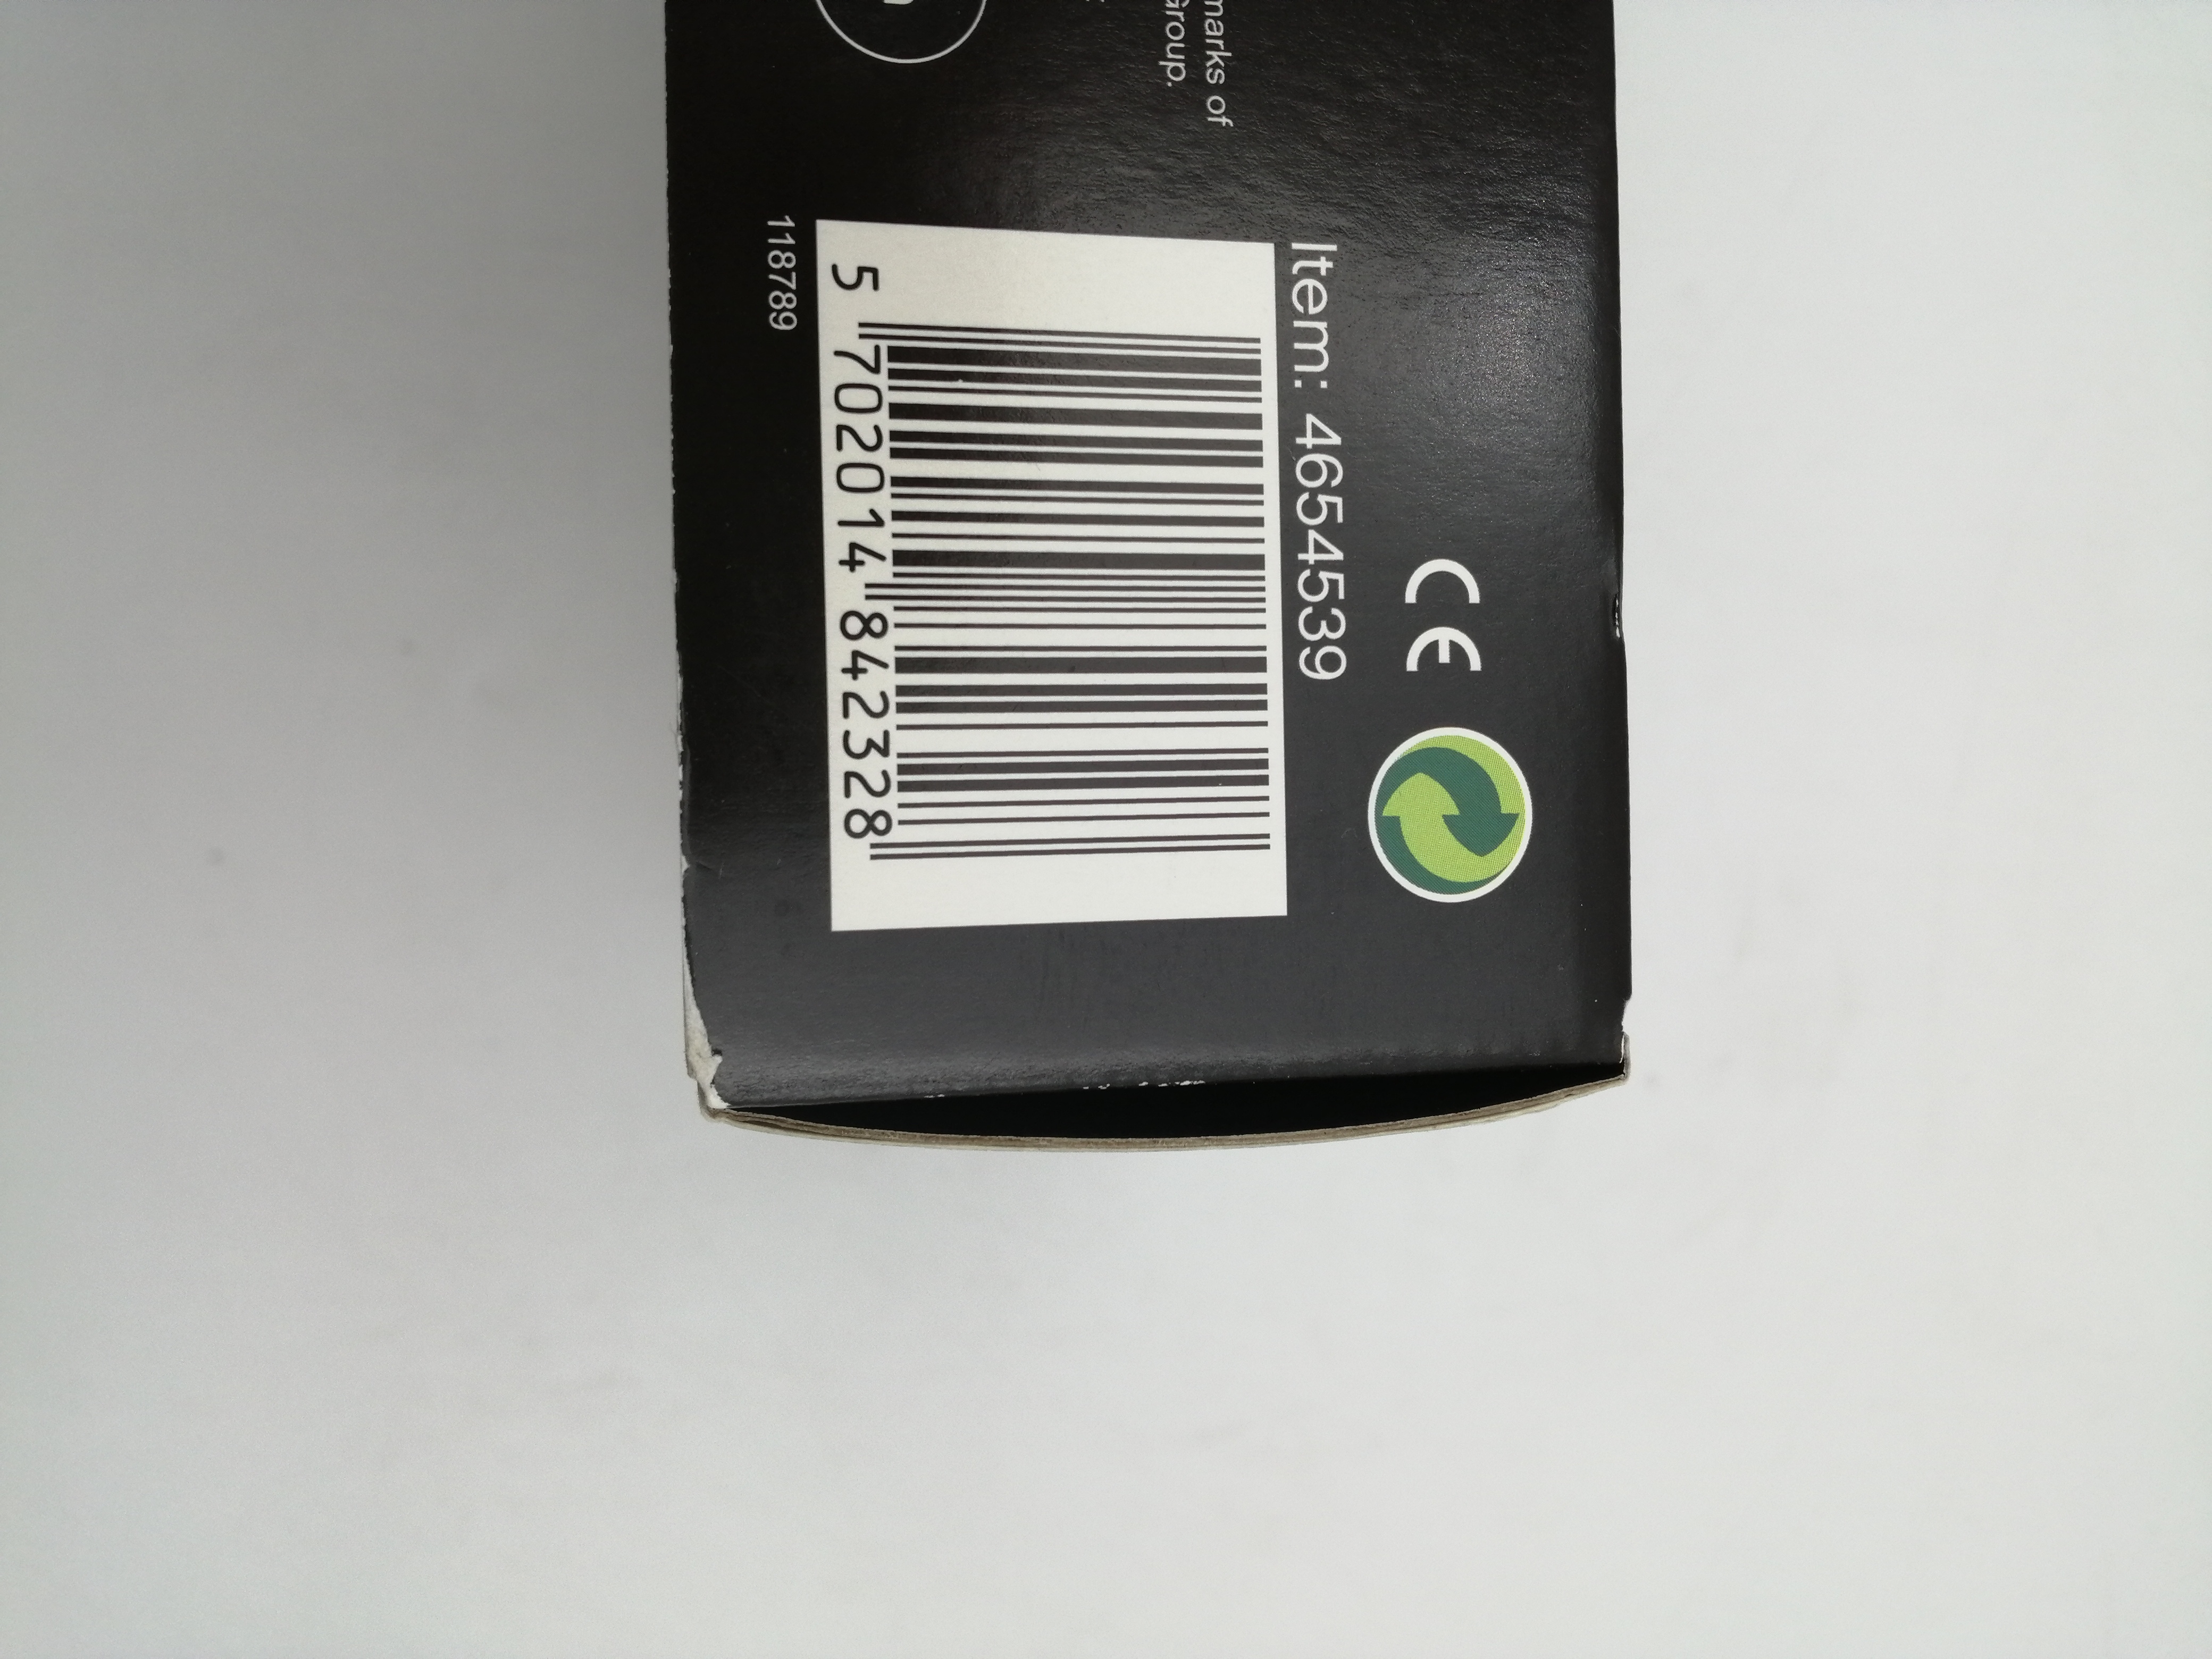 marks of
Group.
Item: 4654539
CE
5 702014 842328
118789